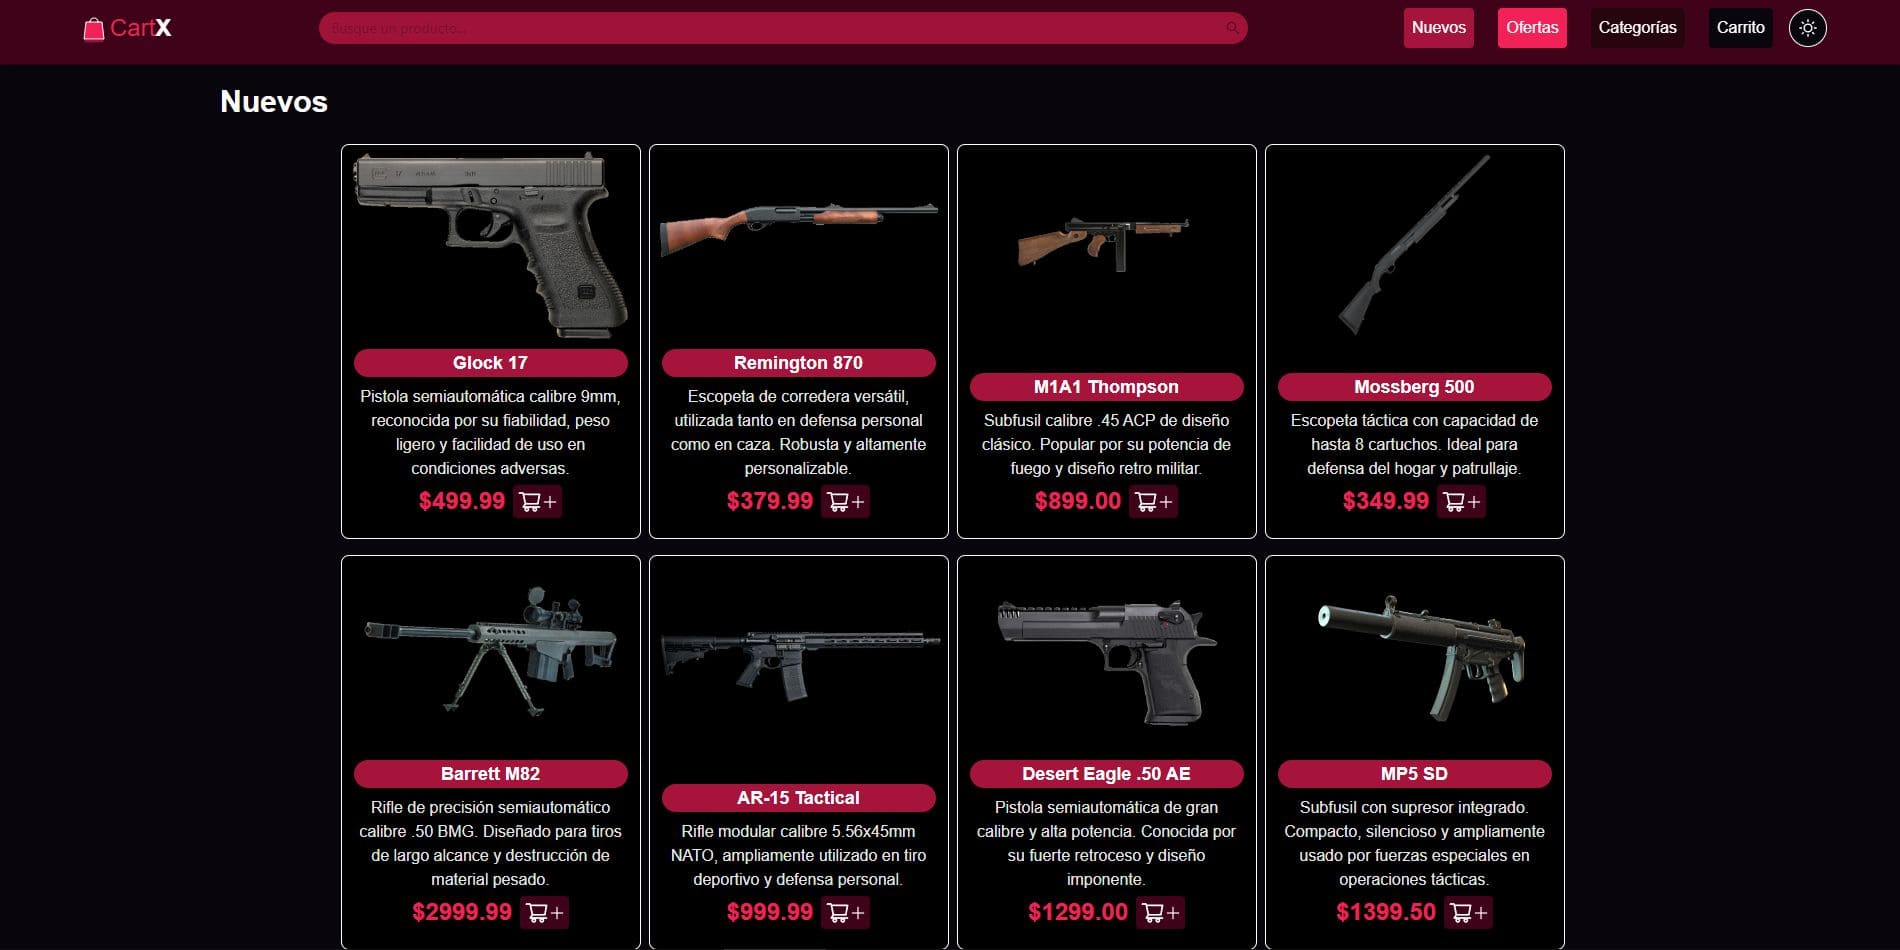 CartX
Busque un producto...
Nuevos
Ofertas
Categorías
Carrito
Nuevos
Glock 17
Pistola semiautomática calibre 9mm,
reconocida por su fiabilidad, peso
ligero y facilidad de uso en
condiciones adversas.
$499.99
Remington 870
Escopeta de corredera versátil,
utilizada tanto en defensa personal
como en caza. Robusta y altamente
personalizable.
$379.99
M1A1 Thompson
Subfusil calibre .45 ACP de diseño
clásico. Popular por su potencia de
fuego y diseño retro militar.
$899.00
Mossberg 500
Escopeta táctica con capacidad de
hasta 8 cartuchos. Ideal para
defensa del hogar y patrullaje.
$349.99
Barrett M82
Rifle de precisión semiautomático
calibre .50 BMG. Diseñado para tiros
de largo alcance y destrucción de
material pesado.
$2999.99
AR-15 Tactical
Rifle modular calibre 5.56x45mm
NATO, ampliamente utilizado en tiro
deportivo y defensa personal.
$999.99
Desert Eagle .50 AE
Pistola semiautomática de gran
calibre y alta potencia. Conocida por
su fuerte retroceso y diseño
imponente.
$1299.00
MP5 SD
Subfusil con supresor integrado.
Compacto, silencioso y ampliamente
usado por fuerzas especiales en
operaciones tácticas.
$1399.50